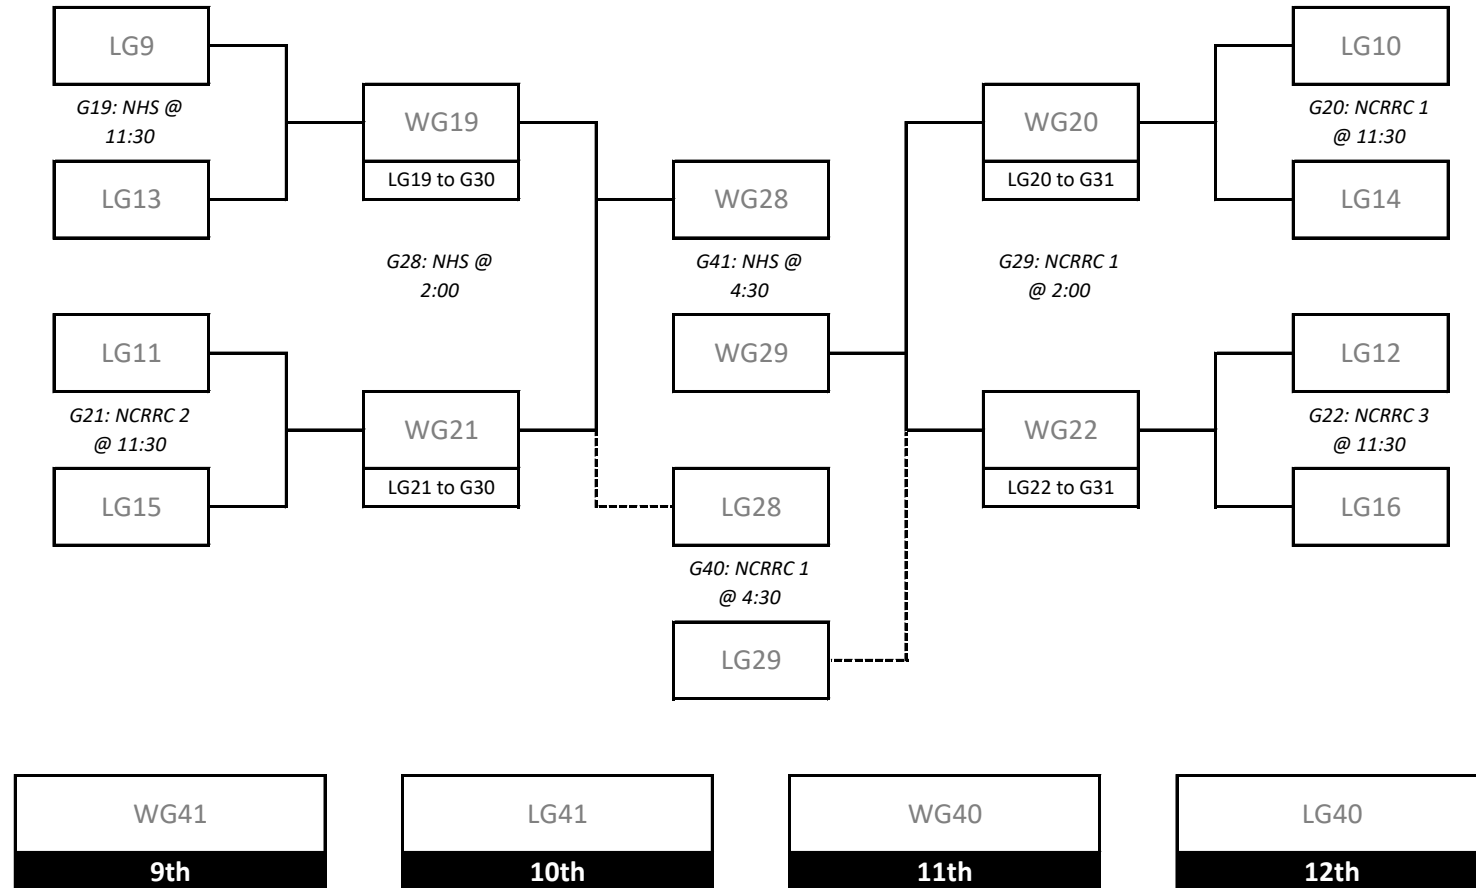 LG9
G19: NHS @
11:30
LG13
WG19
LG19 to G30
G28: NHS @
2:00
LG11
G21: NCRRC 2
@ 11:30
LG15
WG21
LG21 to G30
WG28
G41: NHS @
4:30
WG29
LG28
G40: NCRRC 1
@ 4:30
LG29
WG20
LG20 to G31
G29: NCRRC 1
@ 2:00
WG22
LG22 to G31
LG10
G20: NCRRC 1
@ 11:30
LG14
LG12
G22: NCRRC 3
@ 11:30
LG16
WG41
9th
LG41
10th
WG40
11th
LG40
12th